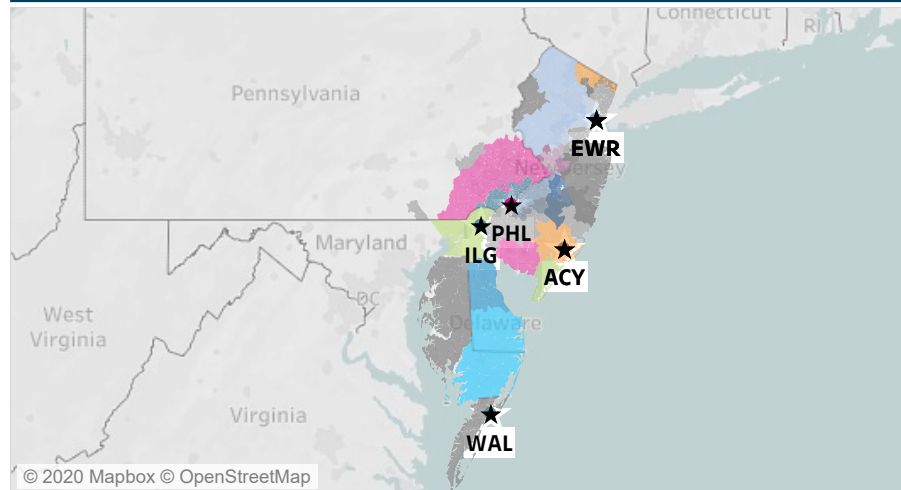 Connecticut
RI
Pennsylvania
EWR
New Jersey
PHL
Maryland
ILG
ACY
DC
West
Virginia
Delaware
Virginia
WAL
© 2020 Mapbox © OpenStreetMap